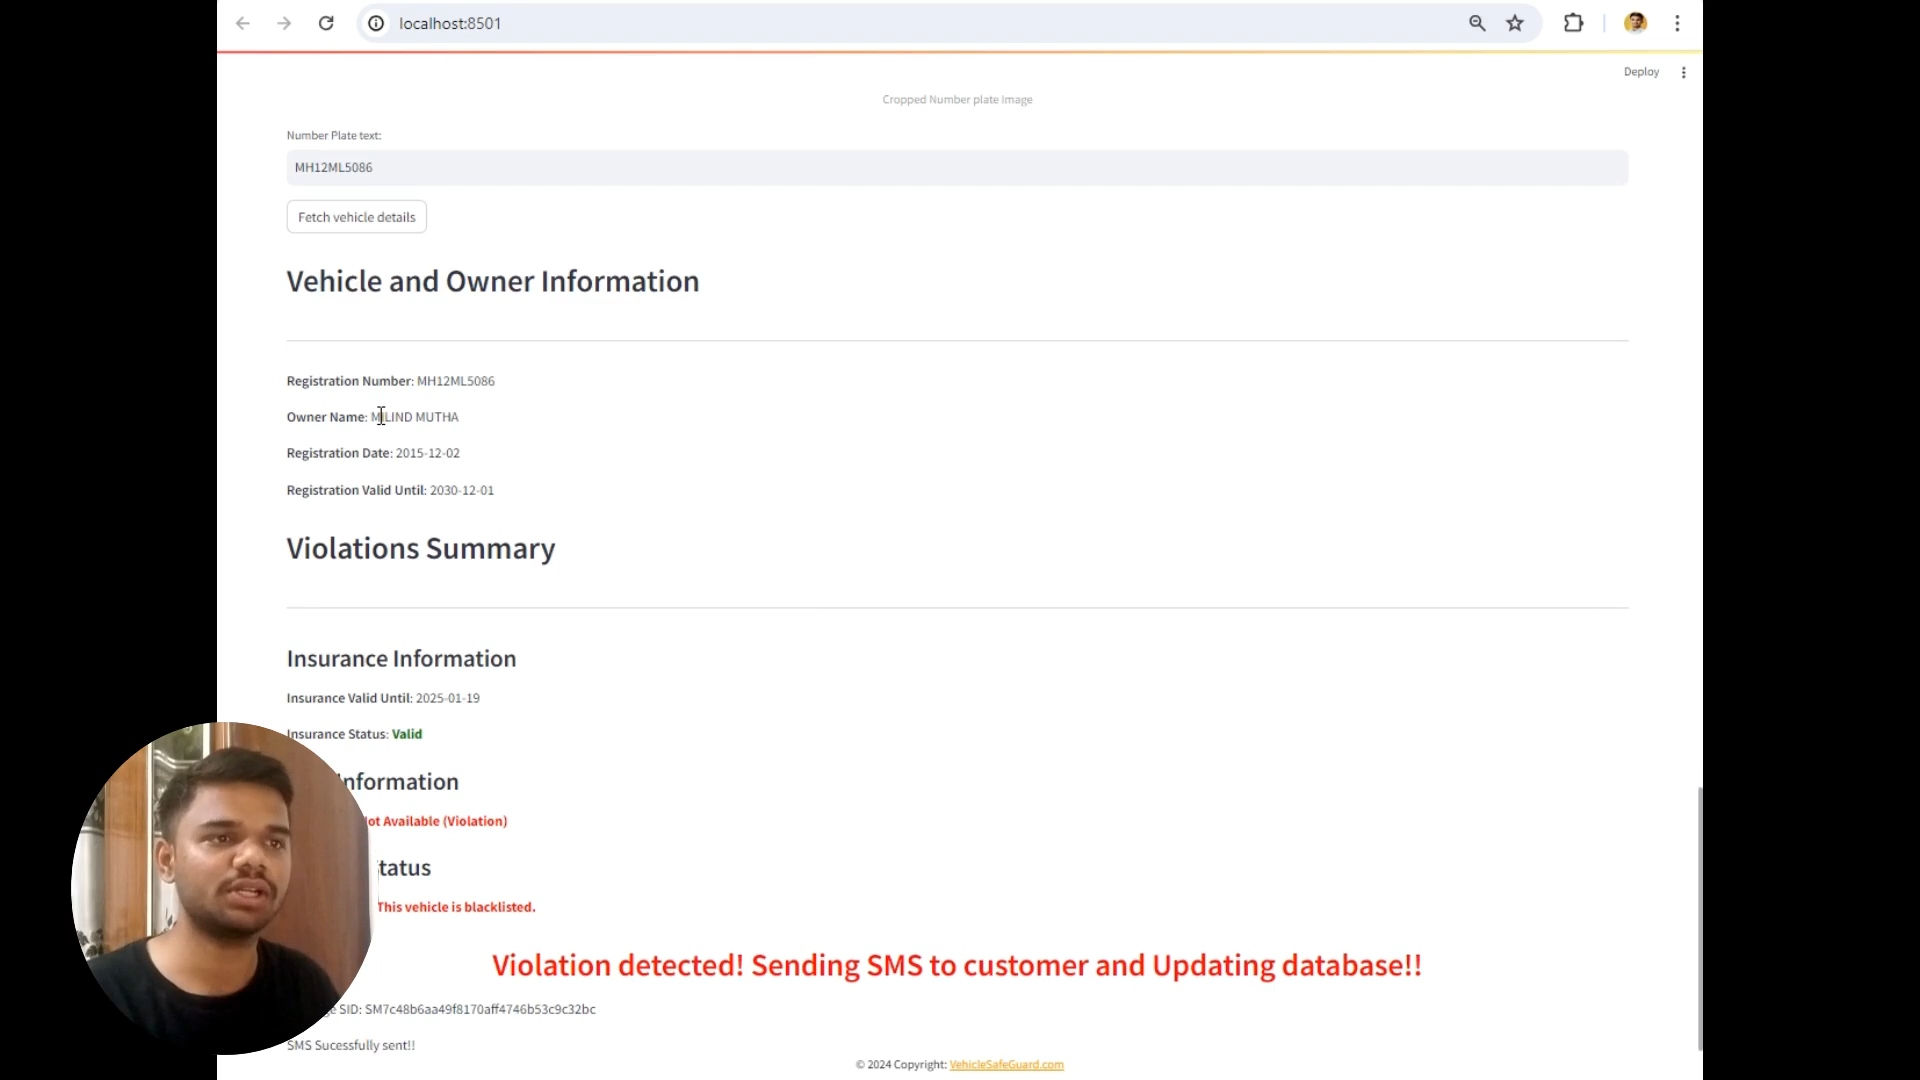 localhost:8501
Deploy
Cropped Number plate Image
Number Plate text:
MH12ML5086
Fetch vehicle details
Vehicle and Owner Information
Registration Number: MH12ML5086
Owner Name: MILIND MUTHA
Registration Date: 2015-12-02
Registration Valid Until: 2030-12-01
Violations Summary
Insurance Information
Insurance Valid Until: 2025-01-19
Insurance Status: Valid
Information
ot Available (Violation)
tatus
This vehicle is blacklisted.
Violation detected! Sending SMS to customer and Updating database!!
e SID: SM7c48b6aa49f8170aff4746b53c9c32bc
SMS Sucessfully sent!!
© 2024 Copyright: VehicleSafeGuard.com